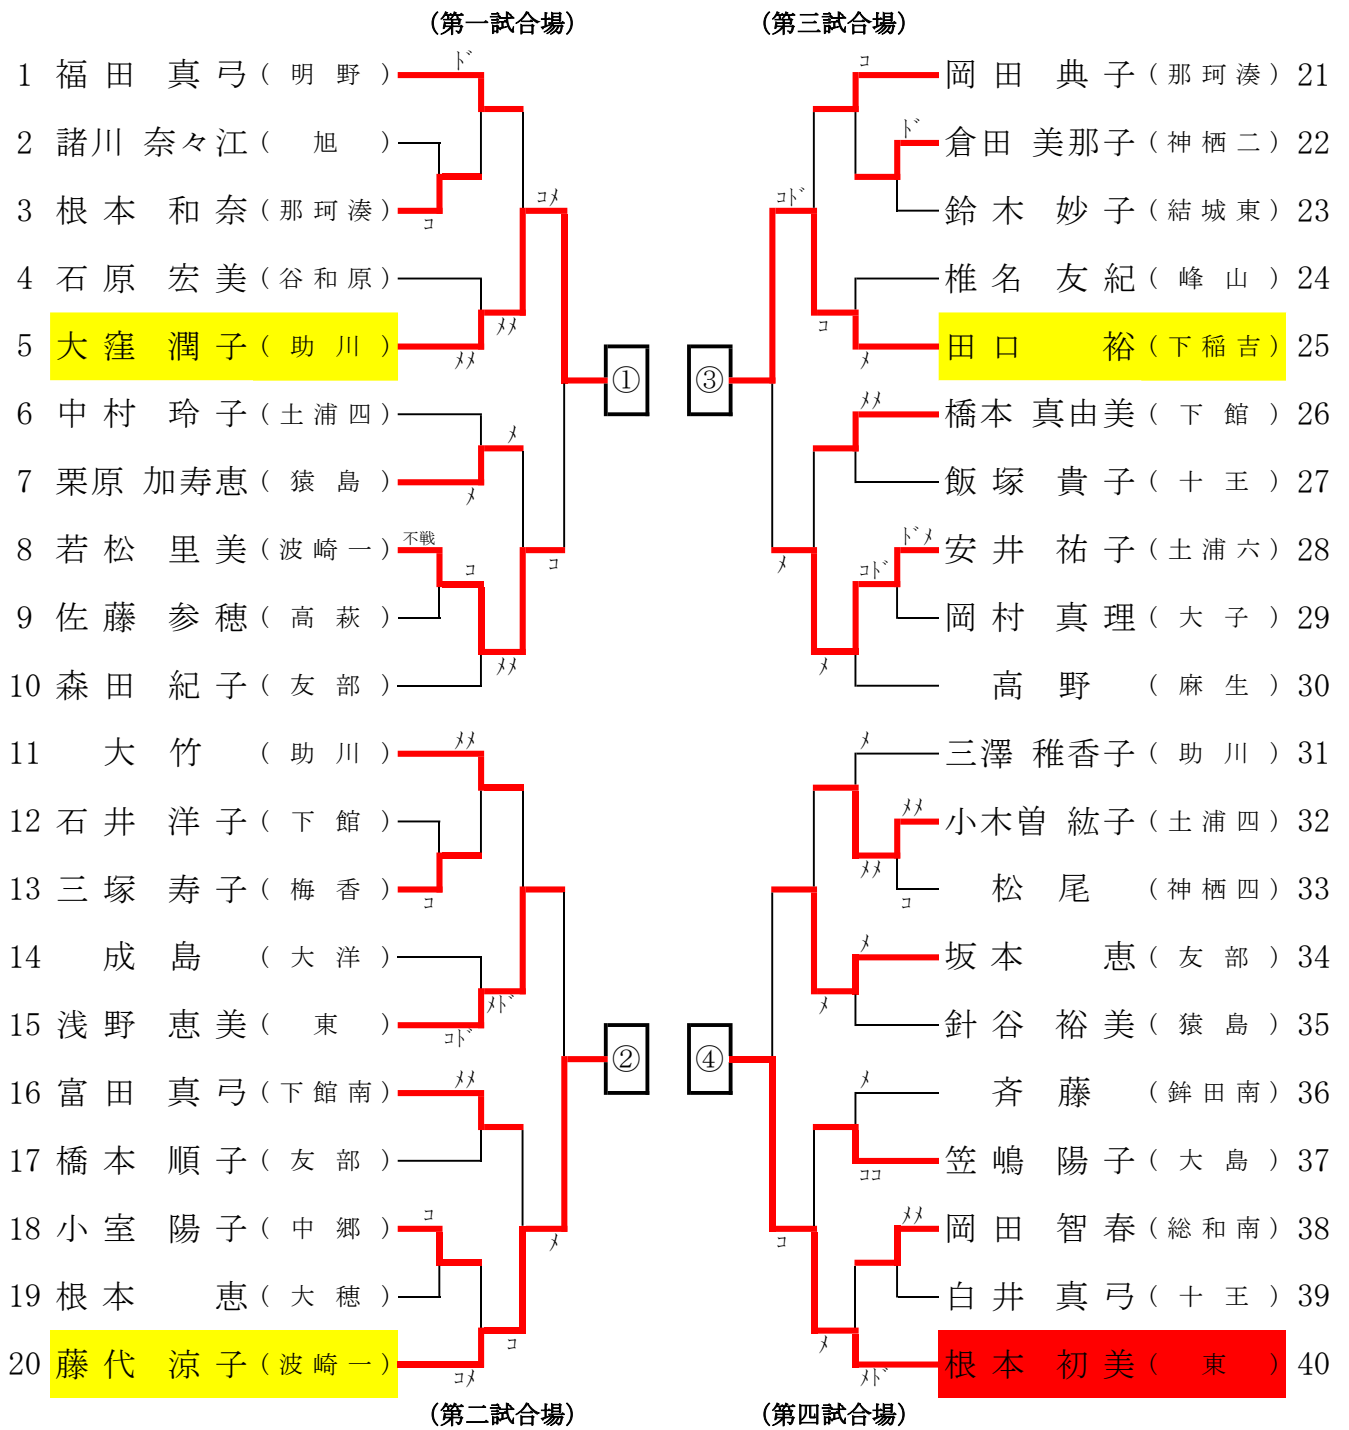 (第一試合場)
ﾄﾞ
1 福田 真弓 ( 明野 )
2 諸川 奈々江 ( 旭 )
3 根本 和奈 ( 那珂湊 )
コ
コメ
4 石原 宏美 ( 谷和原 )
メメ
5 大窪 潤子 ( 助川 )
メメ
①
6 中村 玲子 ( 土浦四 )
メ
7 栗原 加寿恵 ( 猿島 )
メ
8 若松 里美 ( 波崎一 )
不戦
コ
コ
9 佐藤 参穂 ( 高萩 )
メメ
10 森田 紀子 ( 友部 )
11 大竹 ( 助川 )
メメ
12 石井 洋子 ( 下館 )
13 三塚 寿子 ( 梅香 )
コ
14 成島 ( 大洋 )
メﾄﾞ
15 浅野 恵美 ( 東 )
コﾄﾞ
②
16 富田 真弓 ( 下館南 )
メメ
17 橋本 順子 ( 友部 )
18 小室 陽子 ( 中郷 )
コ
メ
19 根本 恵 ( 大穂 )
コ
20 藤代 涼子 ( 波崎一 )
コメ
(第二試合場)
(第三試合場)
コ
岡田 典子 ( 那珂湊 ) 21
ﾄﾞ
倉田 美那子 ( 神栖二 ) 22
コﾄﾞ
鈴木 妙子 ( 結城東 ) 23
椎名 友紀 ( 峰山 ) 24
コ
田口 裕 ( 下稲吉 ) 25
メ
③
メメ
橋本 真由美 ( 下館 ) 26
飯塚 貴子 ( 十王 ) 27
ﾄﾞメ
安井 祐子 ( 土浦六 ) 28
メ
コﾄﾞ
岡村 真理 ( 大子 ) 29
メ
高野 ( 麻生 ) 30
メ
三澤 稚香子 ( 助川 ) 31
メメ
小木曽 紘子 ( 土浦四 ) 32
メメ
松尾 ( 神栖四 ) 33
コ
メ
坂本 恵 ( 友部 ) 34
メ
針谷 裕美 ( 猿島 ) 35
④
メ
斉藤 ( 鉾田南 ) 36
笠嶋 陽子 ( 大島 ) 37
ココ
メメ
岡田 智春 ( 総和南 ) 38
コ
白井 真弓 ( 十王 ) 39
メ
根本 初美 ( 東 ) 40
メﾄﾞ
(第四試合場)